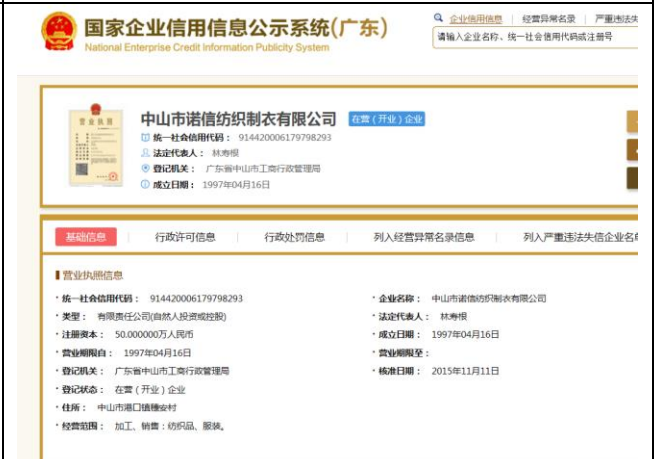 国家企业信用信息公示系统(广东)
National Enterprise Credit Information Publicity System
企业信用信息 | 经营异常名录 | 严重违法失
请输入企业名称、统一社会信用代码或注册号
营业执照
中山市诺信纺织制衣有限公司 在营(开业)企业
统一社会信用代码: 914420006179798293
法定代表人: 林寿根
登记机关: 广东省中山市工商行政管理局
成立日期: 1997年04月16日
基础信息 | 行政许可信息 | 行政处罚信息 | 列入经营异常名录信息 | 列入严重违法失信企业名单
营业执照信息
· 统一社会信用代码: 914420006179798293
· 企业名称: 中山市诺信纺织制衣有限公司
· 类型: 有限责任公司(自然人投资或控股)
· 法定代表人: 林寿根
· 注册资本: 50.000000万人民币
· 成立日期: 1997年04月16日
· 营业期限自: 1997年04月16日
· 营业期限至:
· 登记机关: 广东省中山市工商行政管理局
· 核准日期: 2015年11月11日
· 登记状态: 在营(开业)企业
· 住所: 中山市港口镇穗安村
· 经营范围: 加工、销售:纺织品、服装。